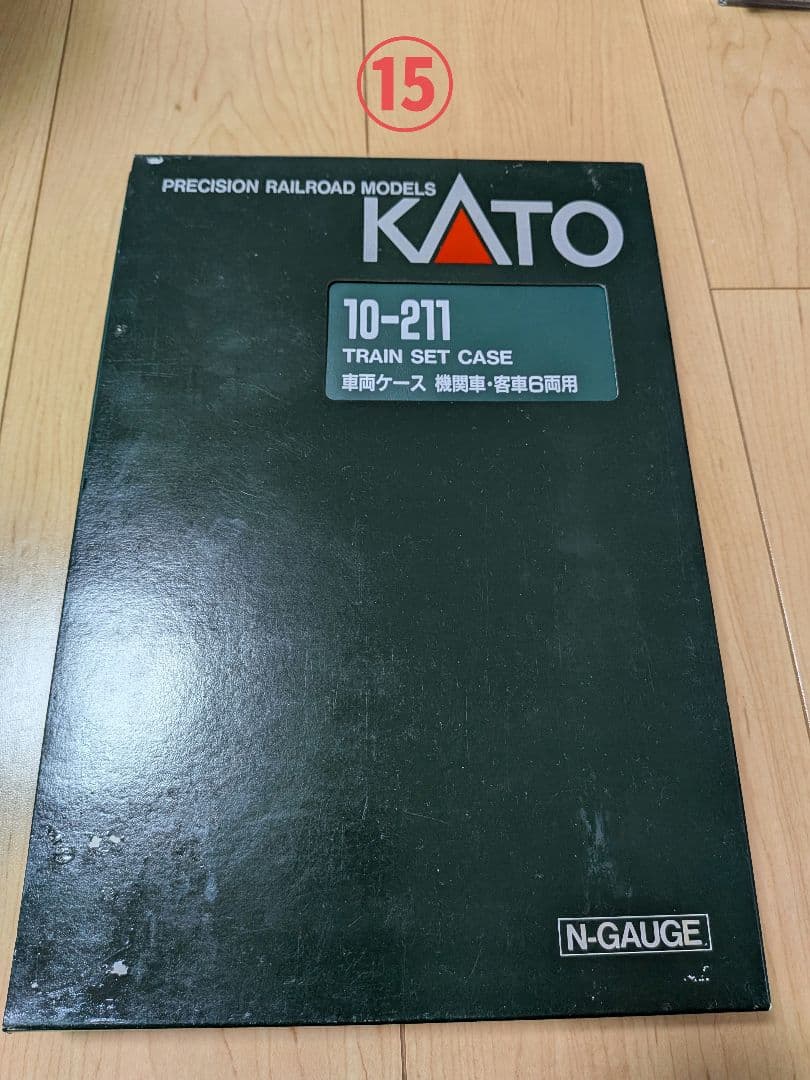 ⑮
PRECISION RAILROAD MODELS
KATO
10-211
TRAIN SET CASE
車両ケース 機関車・客車6両用
N-GAUGE